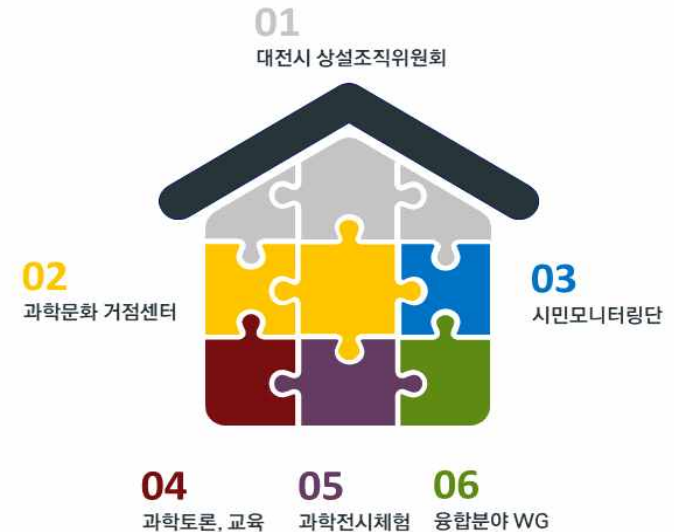 01
대전시 상설조직위원회
02
과학문화 거점센터
03
시민모니터링단
04
과학토론, 교육
05
과학전시체험
06
융합분야 WG